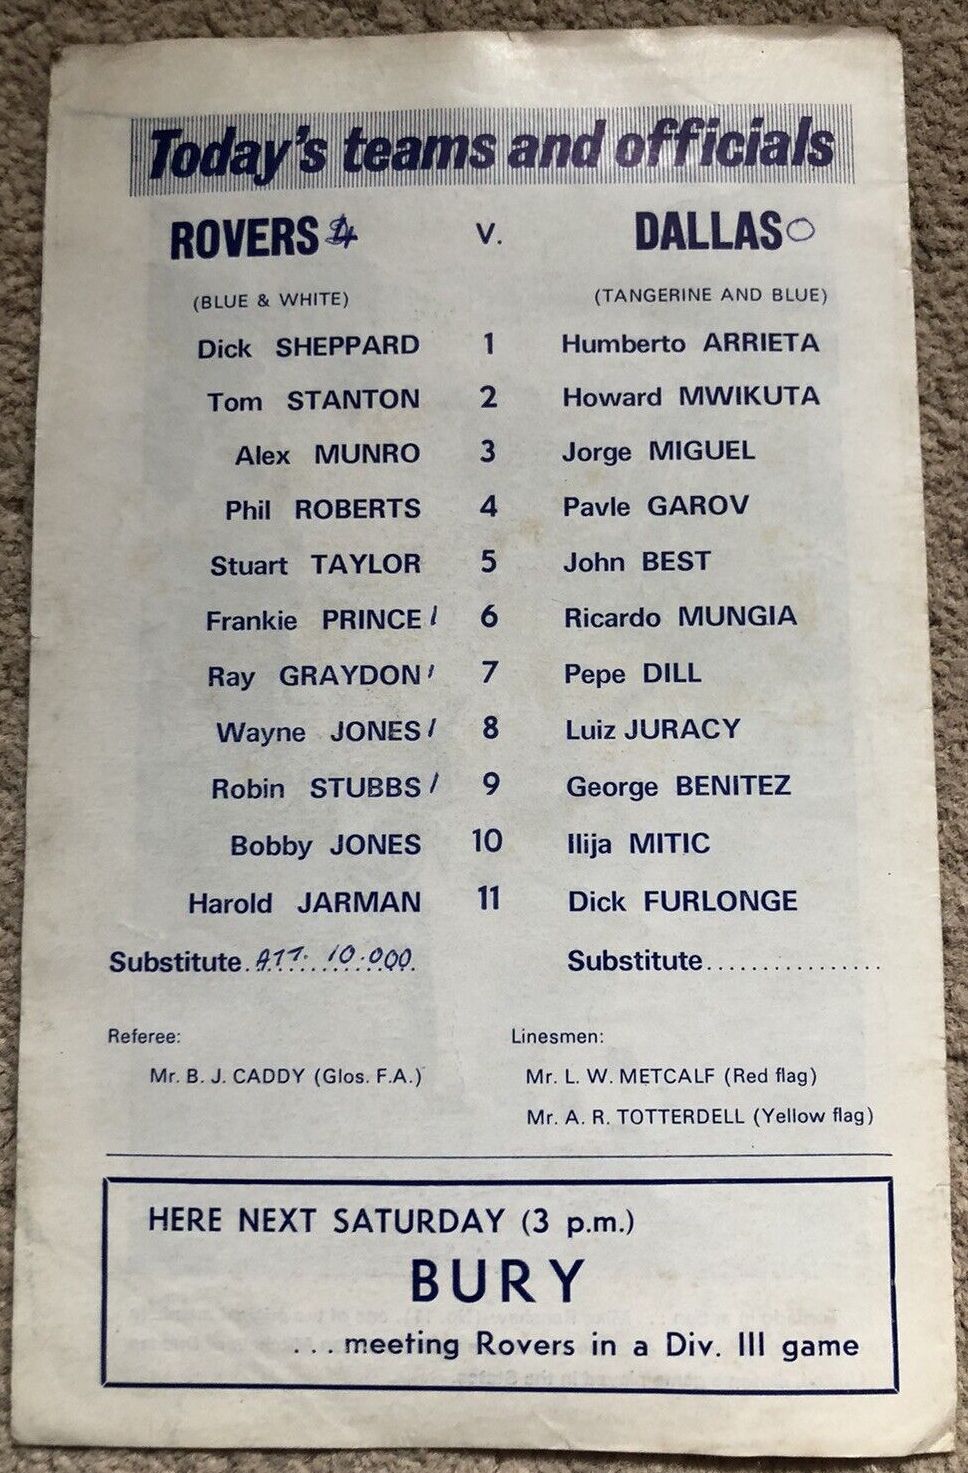 Today's teams and officials
ROVERS 4 v. DALLAS 0
(BLUE & WHITE) (TANGERINE AND BLUE)
Dick SHEPPARD 1 Humberto ARRIETA
Tom STANTON 2 Howard MWIKUTA
Alex MUNRO 3 Jorge MIGUEL
Phil ROBERTS 4 Pavle GAROV
Stuart TAYLOR 5 John BEST
Frankie PRINCE / 6 Ricardo MUNGIA
Ray GRAYDON / 7 Pepe DILL
Wayne JONES / 8 Luiz JURACY
Robin STUBBS / 9 George BENITEZ
Bobby JONES 10 Ilija MITIC
Harold JARMAN 11 Dick FURLONGE
Substitute. ATT. 10.000. Substitute................
Referee: Linesmen:
Mr. B. J. CADDY (Glos. F.A.) Mr. L. W. METCALF (Red flag)
Mr. A. R. TOTTERDELL (Yellow flag)
HERE NEXT SATURDAY (3 p.m.)
BURY
. . . meeting Rovers in a Div. III game